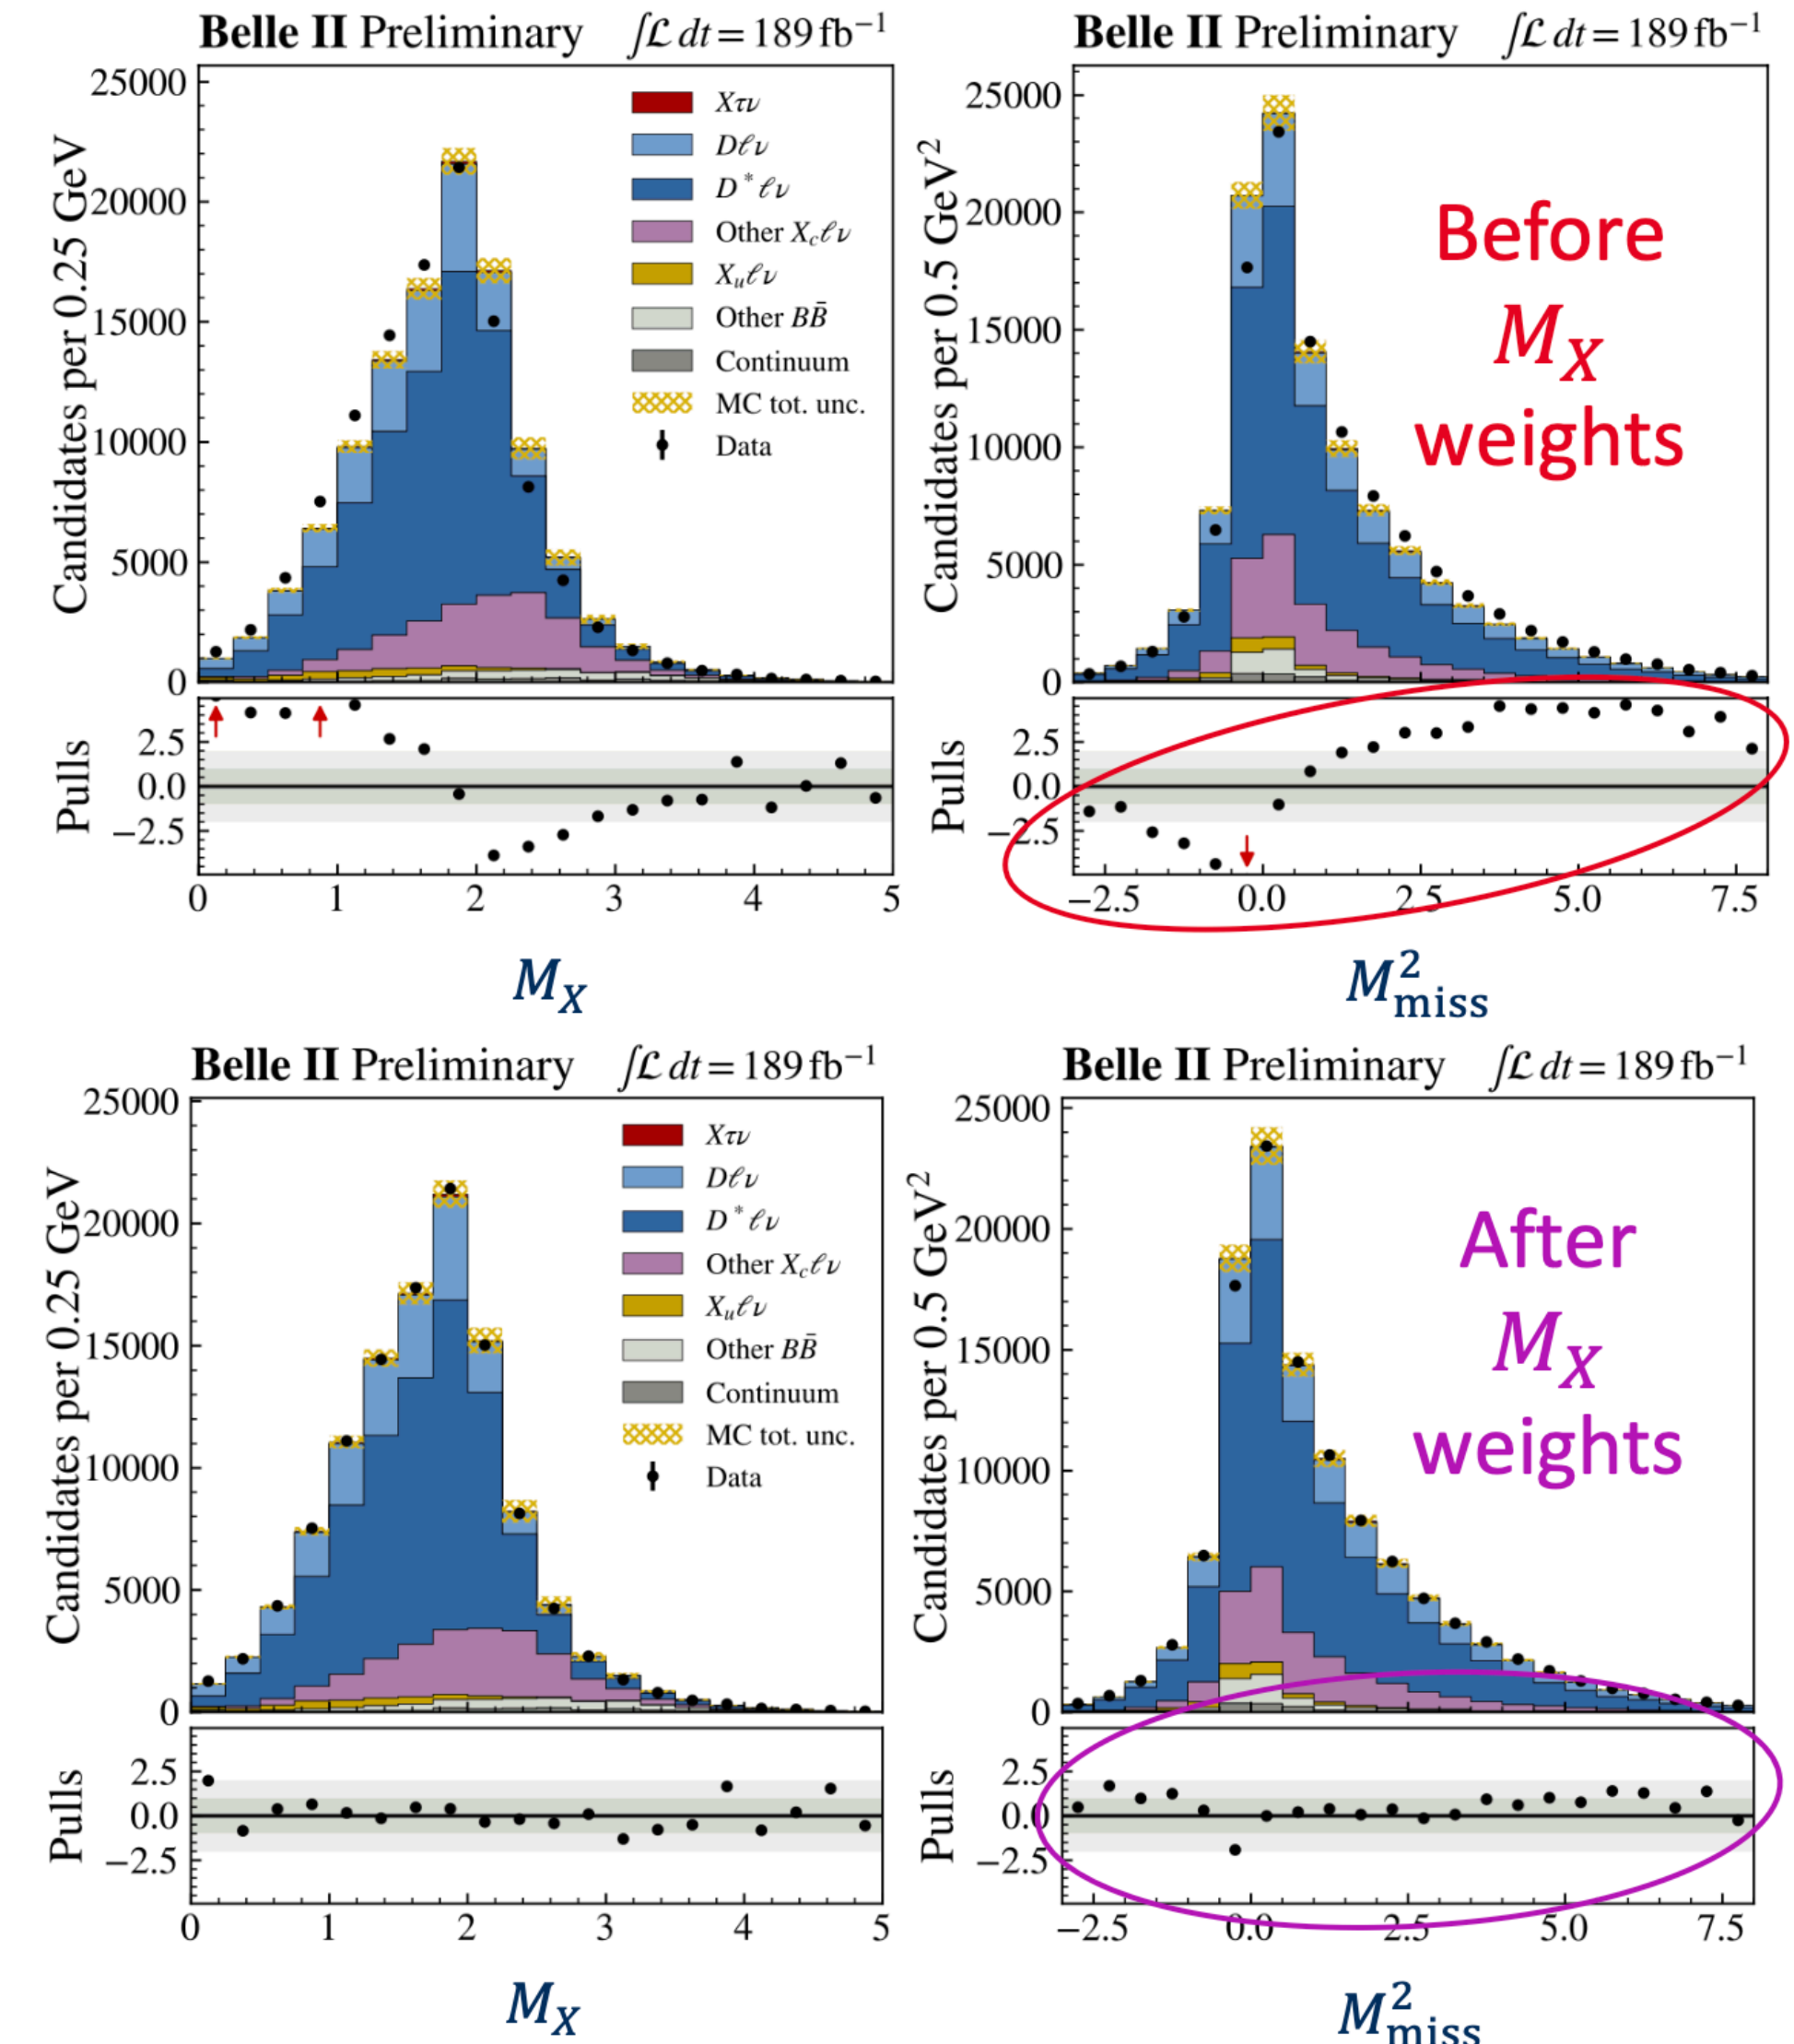 Belle II Preliminary ∫ℒ dt = 189 fb⁻¹
Candidates per 0.25 GeV
25000
20000
15000
10000
5000
0
Xτν
Dℓν
D*ℓν
Other X_cℓν
X_uℓν
Other BB̄
Continuum
MC tot. unc.
Data
Pulls
2.5
0.0
−2.5
0 1 2 3 4 5
M_X
Belle II Preliminary ∫ℒ dt = 189 fb⁻¹
Candidates per 0.5 GeV²
25000
20000
15000
10000
5000
0
Before
M_X
weights
Pulls
2.5
0.0
−2.5
−2.5 0.0 2.5 5.0 7.5
M²_miss
Belle II Preliminary ∫ℒ dt = 189 fb⁻¹
Candidates per 0.25 GeV
25000
20000
15000
10000
5000
0
Xτν
Dℓν
D*ℓν
Other X_cℓν
X_uℓν
Other BB̄
Continuum
MC tot. unc.
Data
Pulls
2.5
0.0
−2.5
0 1 2 3 4 5
M_X
Belle II Preliminary ∫ℒ dt = 189 fb⁻¹
Candidates per 0.5 GeV²
25000
20000
15000
10000
5000
0
After
M_X
weights
Pulls
2.5
0.0
−2.5
−2.5 0.0 2.5 5.0 7.5
M²_miss